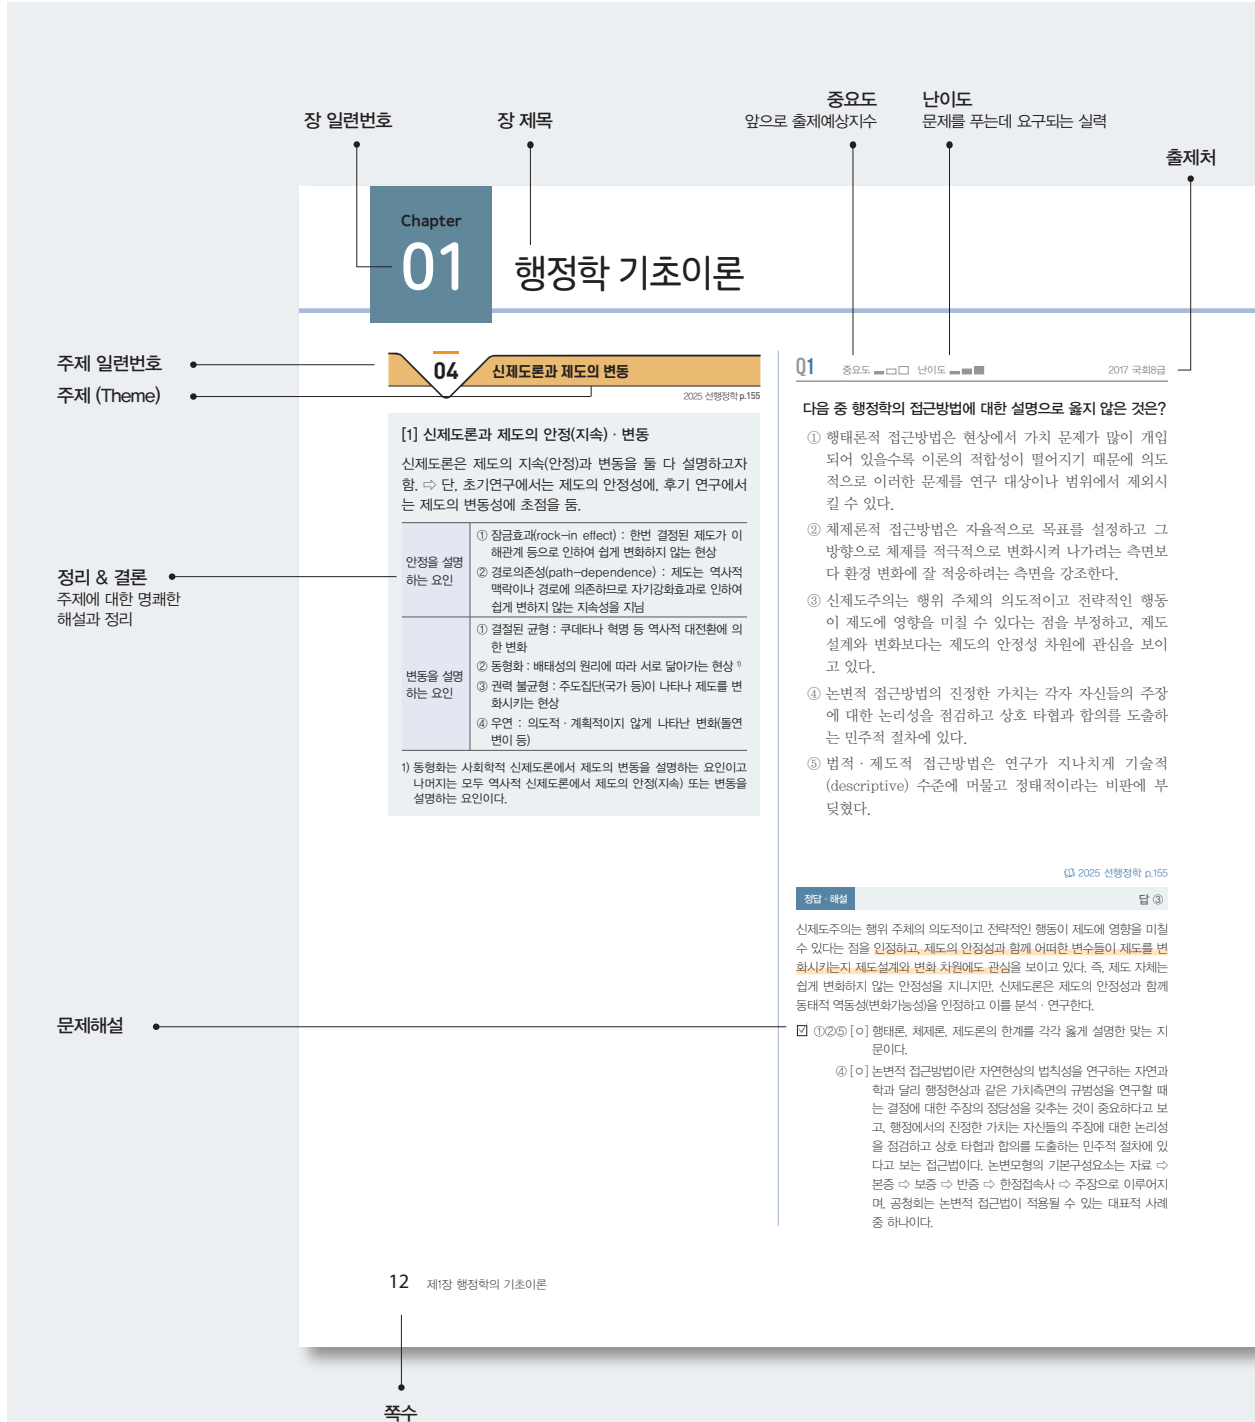 중요도
앞으로 출제예상지수
난이도
문제를 푸는데 요구되는 실력
장 일련번호
장 제목
출제처
Chapter
01
행정학 기초이론
주제 일련번호
주제 (Theme)
04
신제도론과 제도의 변동
2025 선행정학 p.155
[1] 신제도론과 제도의 안정(지속) · 변동
신제도론은 제도의 지속(안정)과 변동을 둘 다 설명하고자
함. ⇨ 단, 초기연구에서는 제도의 안정성에, 후기 연구에서
는 제도의 변동성에 초점을 둠.
안정을 설명
하는 요인
① 잠금효과(rock-in effect) : 한번 결정된 제도가 이
해관계 등으로 인하여 쉽게 변화하지 않는 현상
② 경로의존성(path-dependence) : 제도는 역사적
맥락이나 경로에 의존하므로 자기강화효과로 인하여
쉽게 변하지 않는 지속성을 지님
변동을 설명
하는 요인
① 결절된 균형 : 쿠데타나 혁명 등 역사적 대전환에 의
한 변화
② 동형화 : 배태성의 원리에 따라 서로 닮아가는 현상 1)
③ 권력 불균형 : 주도집단(국가 등)이 나타나 제도를 변
화시키는 현상
④ 우연 : 의도적 · 계획적이지 않게 나타난 변화(돌연
변이 등)
1) 동형화는 사회학적 신제도론에서 제도의 변동을 설명하는 요인이고
나머지는 모두 역사적 신제도론에서 제도의 안정(지속) 또는 변동을
설명하는 요인이다.
정리 & 결론
주제에 대한 명쾌한
해설과 정리
Q1
중요도
난이도
2017 국회8급
다음 중 행정학의 접근방법에 대한 설명으로 옳지 않은 것은?
① 행태론적 접근방법은 현상에서 가치 문제가 많이 개입
되어 있을수록 이론의 적합성이 떨어지기 때문에 의도
적으로 이러한 문제를 연구 대상이나 범위에서 제외시
킬 수 있다.
② 체제론적 접근방법은 자율적으로 목표를 설정하고 그
방향으로 체제를 적극적으로 변화시켜 나가려는 측면보
다 환경 변화에 잘 적응하려는 측면을 강조한다.
③ 신제도주의는 행위 주체의 의도적이고 전략적인 행동
이 제도에 영향을 미칠 수 있다는 점을 부정하고, 제도
설계와 변화보다는 제도의 안정성 차원에 관심을 보이
고 있다.
④ 논변적 접근방법의 진정한 가치는 각자 자신들의 주장
에 대한 논리성을 점검하고 상호 타협과 합의를 도출하
는 민주적 절차에 있다.
⑤ 법적 · 제도적 접근방법은 연구가 지나치게 기술적
(descriptive) 수준에 머물고 정태적이라는 비판에 부
딪혔다.
2025 선행정학 p.155
정답 · 해설
답 ③
신제도주의는 행위 주체의 의도적이고 전략적인 행동이 제도에 영향을 미칠
수 있다는 점을 인정하고, 제도의 안정성과 함께 어떠한 변수들이 제도를 변
화시키는지 제도설계와 변화 차원에도 관심을 보이고 있다. 즉, 제도 자체는
쉽게 변화하지 않는 안정성을 지니지만, 신제도론은 제도의 안정성과 함께
동태적 역동성(변화가능성)을 인정하고 이를 분석 · 연구한다.
문제해설
☑ ①②⑤ [ㅇ] 행태론, 체제론, 제도론의 한계를 각각 옳게 설명한 맞는 지
문이다.
④ [ㅇ] 논변적 접근방법이란 자연현상의 법칙성을 연구하는 자연과
학과 달리 행정현상과 같은 가치측면의 규범성을 연구할 때
는 결정에 대한 주장의 정당성을 갖추는 것이 중요하다고 보
고, 행정에서의 진정한 가치는 자신들의 주장에 대한 논리성
을 점검하고 상호 타협과 합의를 도출하는 민주적 절차에 있
다고 보는 접근법이다. 논변모형의 기본구성요소는 자료 ⇨
본증 ⇨ 보증 ⇨ 반증 ⇨ 한정접속사 ⇨ 주장으로 이루어지
며, 공청회는 논변적 접근법이 적용될 수 있는 대표적 사례
중 하나이다.
12 제1장 행정학의 기초이론
쪽수